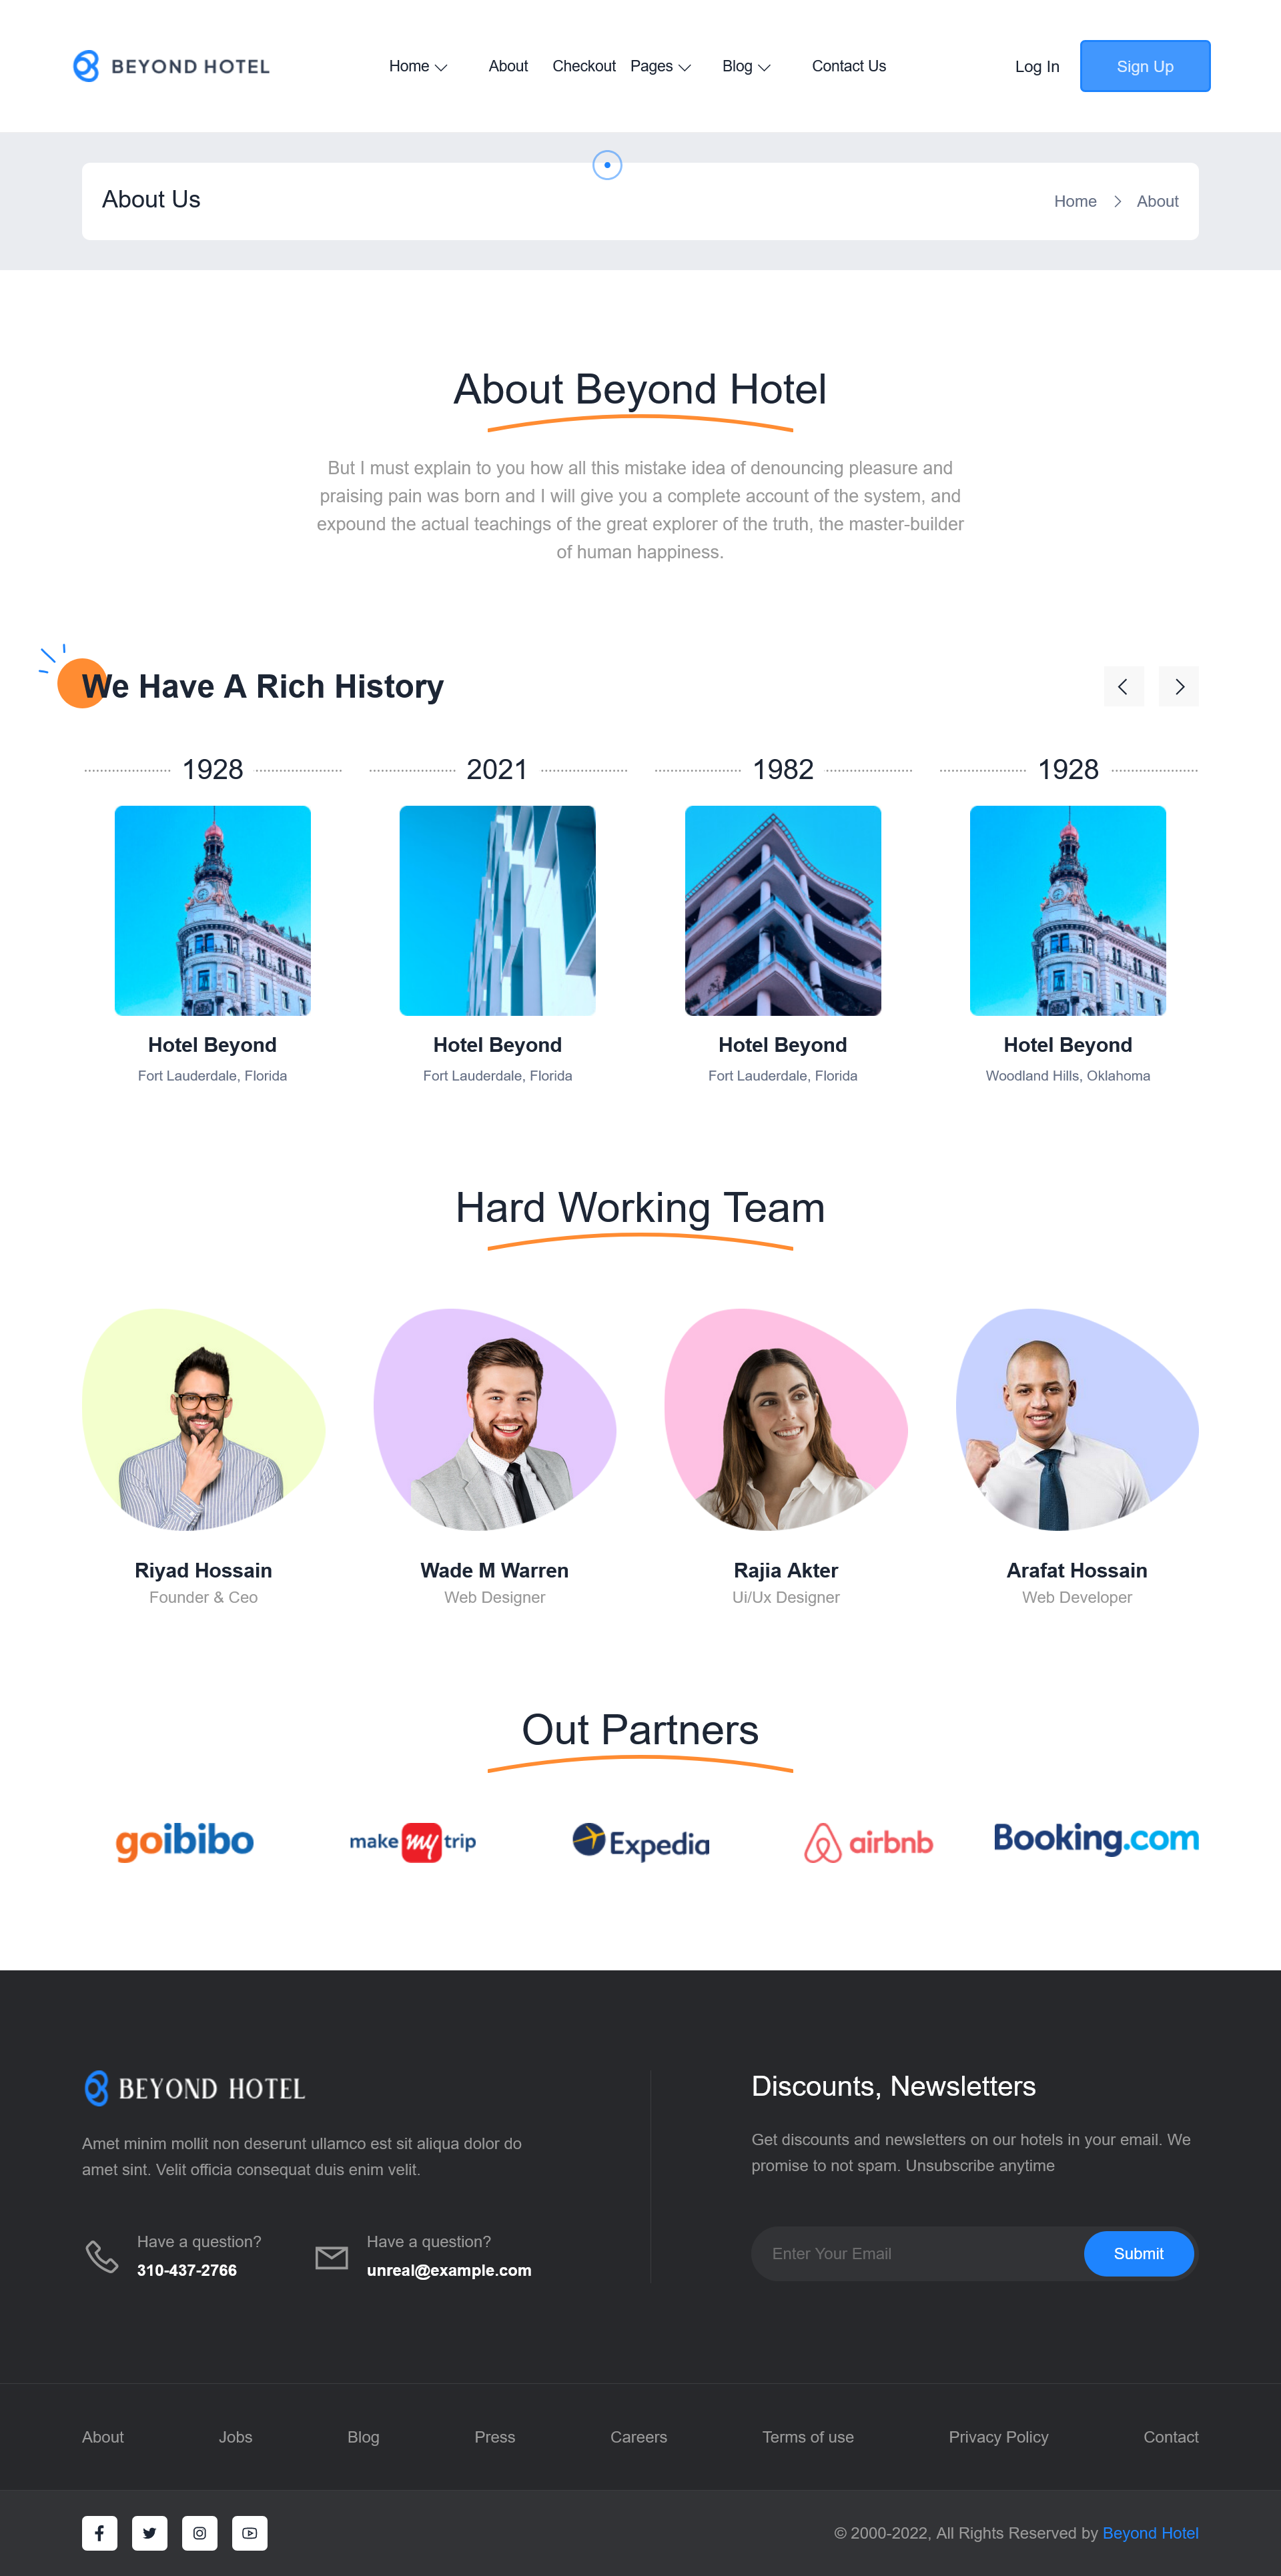 BEYOND HOTEL
Home
About
Checkout
Pages
Blog
Contact Us
Log In
Sign Up
About Us
Home
About
About Beyond Hotel
But I must explain to you how all this mistake idea of denouncing pleasure and
praising pain was born and I will give you a complete account of the system, and
expound the actual teachings of the great explorer of the truth, the master-builder
of human happiness.
We Have A Rich History
1928
2021
1982
1928
Hotel Beyond
Hotel Beyond
Hotel Beyond
Hotel Beyond
Fort Lauderdale, Florida
Fort Lauderdale, Florida
Fort Lauderdale, Florida
Woodland Hills, Oklahoma
Hard Working Team
Riyad Hossain
Wade M Warren
Rajia Akter
Arafat Hossain
Founder & Ceo
Web Designer
Ui/Ux Designer
Web Developer
Out Partners
goibibo
make my trip
Expedia
airbnb
Booking.com
BEYOND HOTEL
Amet minim mollit non deserunt ullamco est sit aliqua dolor do
amet sint. Velit officia consequat duis enim velit.
Have a question?
310-437-2766
Have a question?
unreal@example.com
Discounts, Newsletters
Get discounts and newsletters on our hotels in your email. We
promise to not spam. Unsubscribe anytime
Enter Your Email
Submit
About
Jobs
Blog
Press
Careers
Terms of use
Privacy Policy
Contact
© 2000-2022, All Rights Reserved by Beyond Hotel